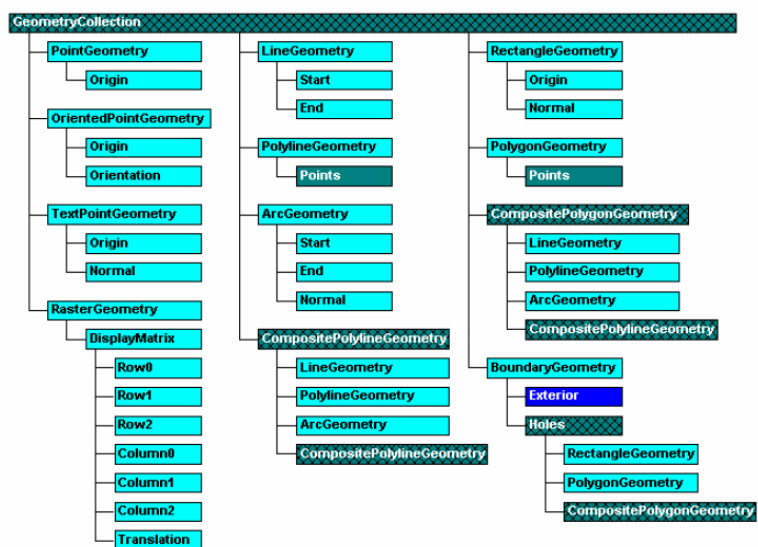 GeometryCollection
PointGeometry
Origin
OrientedPointGeometry
Origin
Orientation
TextPointGeometry
Origin
Normal
RasterGeometry
DisplayMatrix
Row0
Row1
Row2
Column0
Column1
Column2
Translation
LineGeometry
Start
End
PolylineGeometry
Points
ArcGeometry
Start
End
Normal
CompositePolylineGeometry
LineGeometry
PolylineGeometry
ArcGeometry
CompositePolylineGeometry
RectangleGeometry
Origin
Normal
PolygonGeometry
Points
CompositePolygonGeometry
LineGeometry
PolylineGeometry
ArcGeometry
CompositePolylineGeometry
BoundaryGeometry
Exterior
Holes
RectangleGeometry
PolygonGeometry
CompositePolygonGeometry